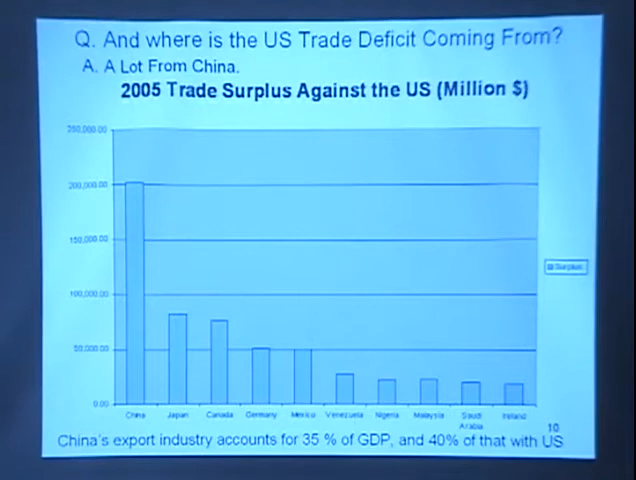 Q. And where is the US Trade Deficit Coming From?
A. A Lot From China.
2005 Trade Surplus Against the US (Million $)
250,000.00
200,000.00
150,000.00
100,000.00
50,000.00
0.00
Surplus
China Japan Canada Germany Mexico Venezuela Nigeria Malaysia Saudi Arabia Ireland
10
China's export industry accounts for 35 % of GDP, and 40% of that with US